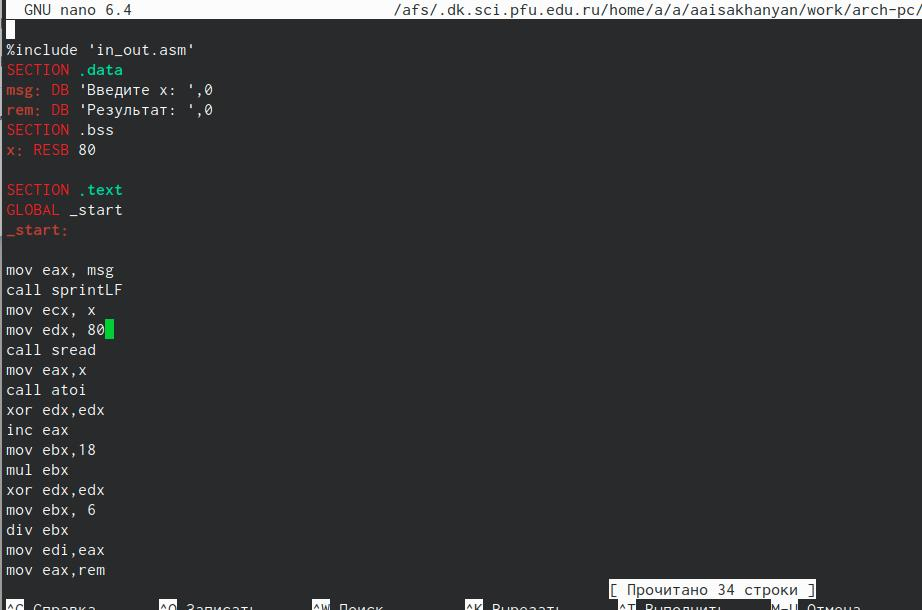 GNU nano 6.4 /afs/.dk.sci.pfu.edu.ru/home/a/a/aaisakhanyan/work/arch-pc/
%include 'in_out.asm'
SECTION .data
msg: DB 'Введите x: ',0
rem: DB 'Результат: ',0
SECTION .bss
x: RESB 80
SECTION .text
GLOBAL _start
_start:
mov eax, msg
call sprintLF
mov ecx, x
mov edx, 80
call sread
mov eax,x
call atoi
xor edx,edx
inc eax
mov ebx,18
mul ebx
xor edx,edx
mov ebx, 6
div ebx
mov edi,eax
mov eax,rem
[ Прочитано 34 строки ]
^G Справка ^O Записать ^W Поиск ^K Вырезать ^T Выполнить M-U Отмена